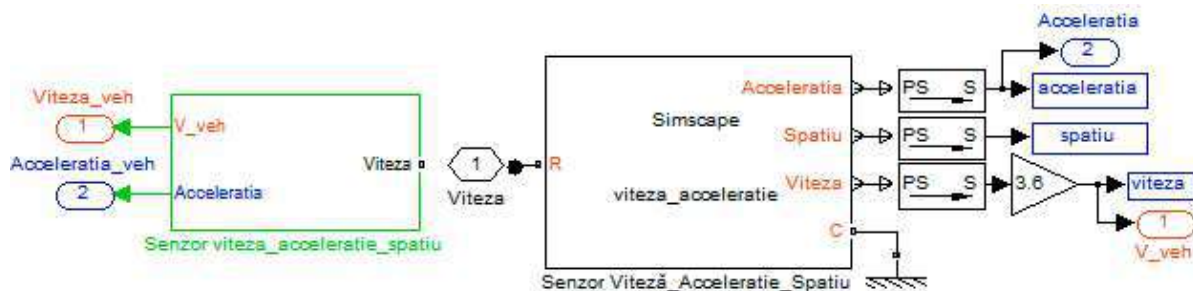 Viteza_veh
1
V_veh
Acceleratia_veh
2
Acceleratia
Viteza
Senzor viteza_acceleratie_spatiu
1
Viteza
R
Acceleratia
Simscape
Spatiu
Viteza
viteza_acceleratie
C
Senzor Viteză_Acceleratie_Spatiu
PS S
PS S
PS S
3.6
Acceleratia
2
acceleratia
spatiu
viteza
1
V_veh